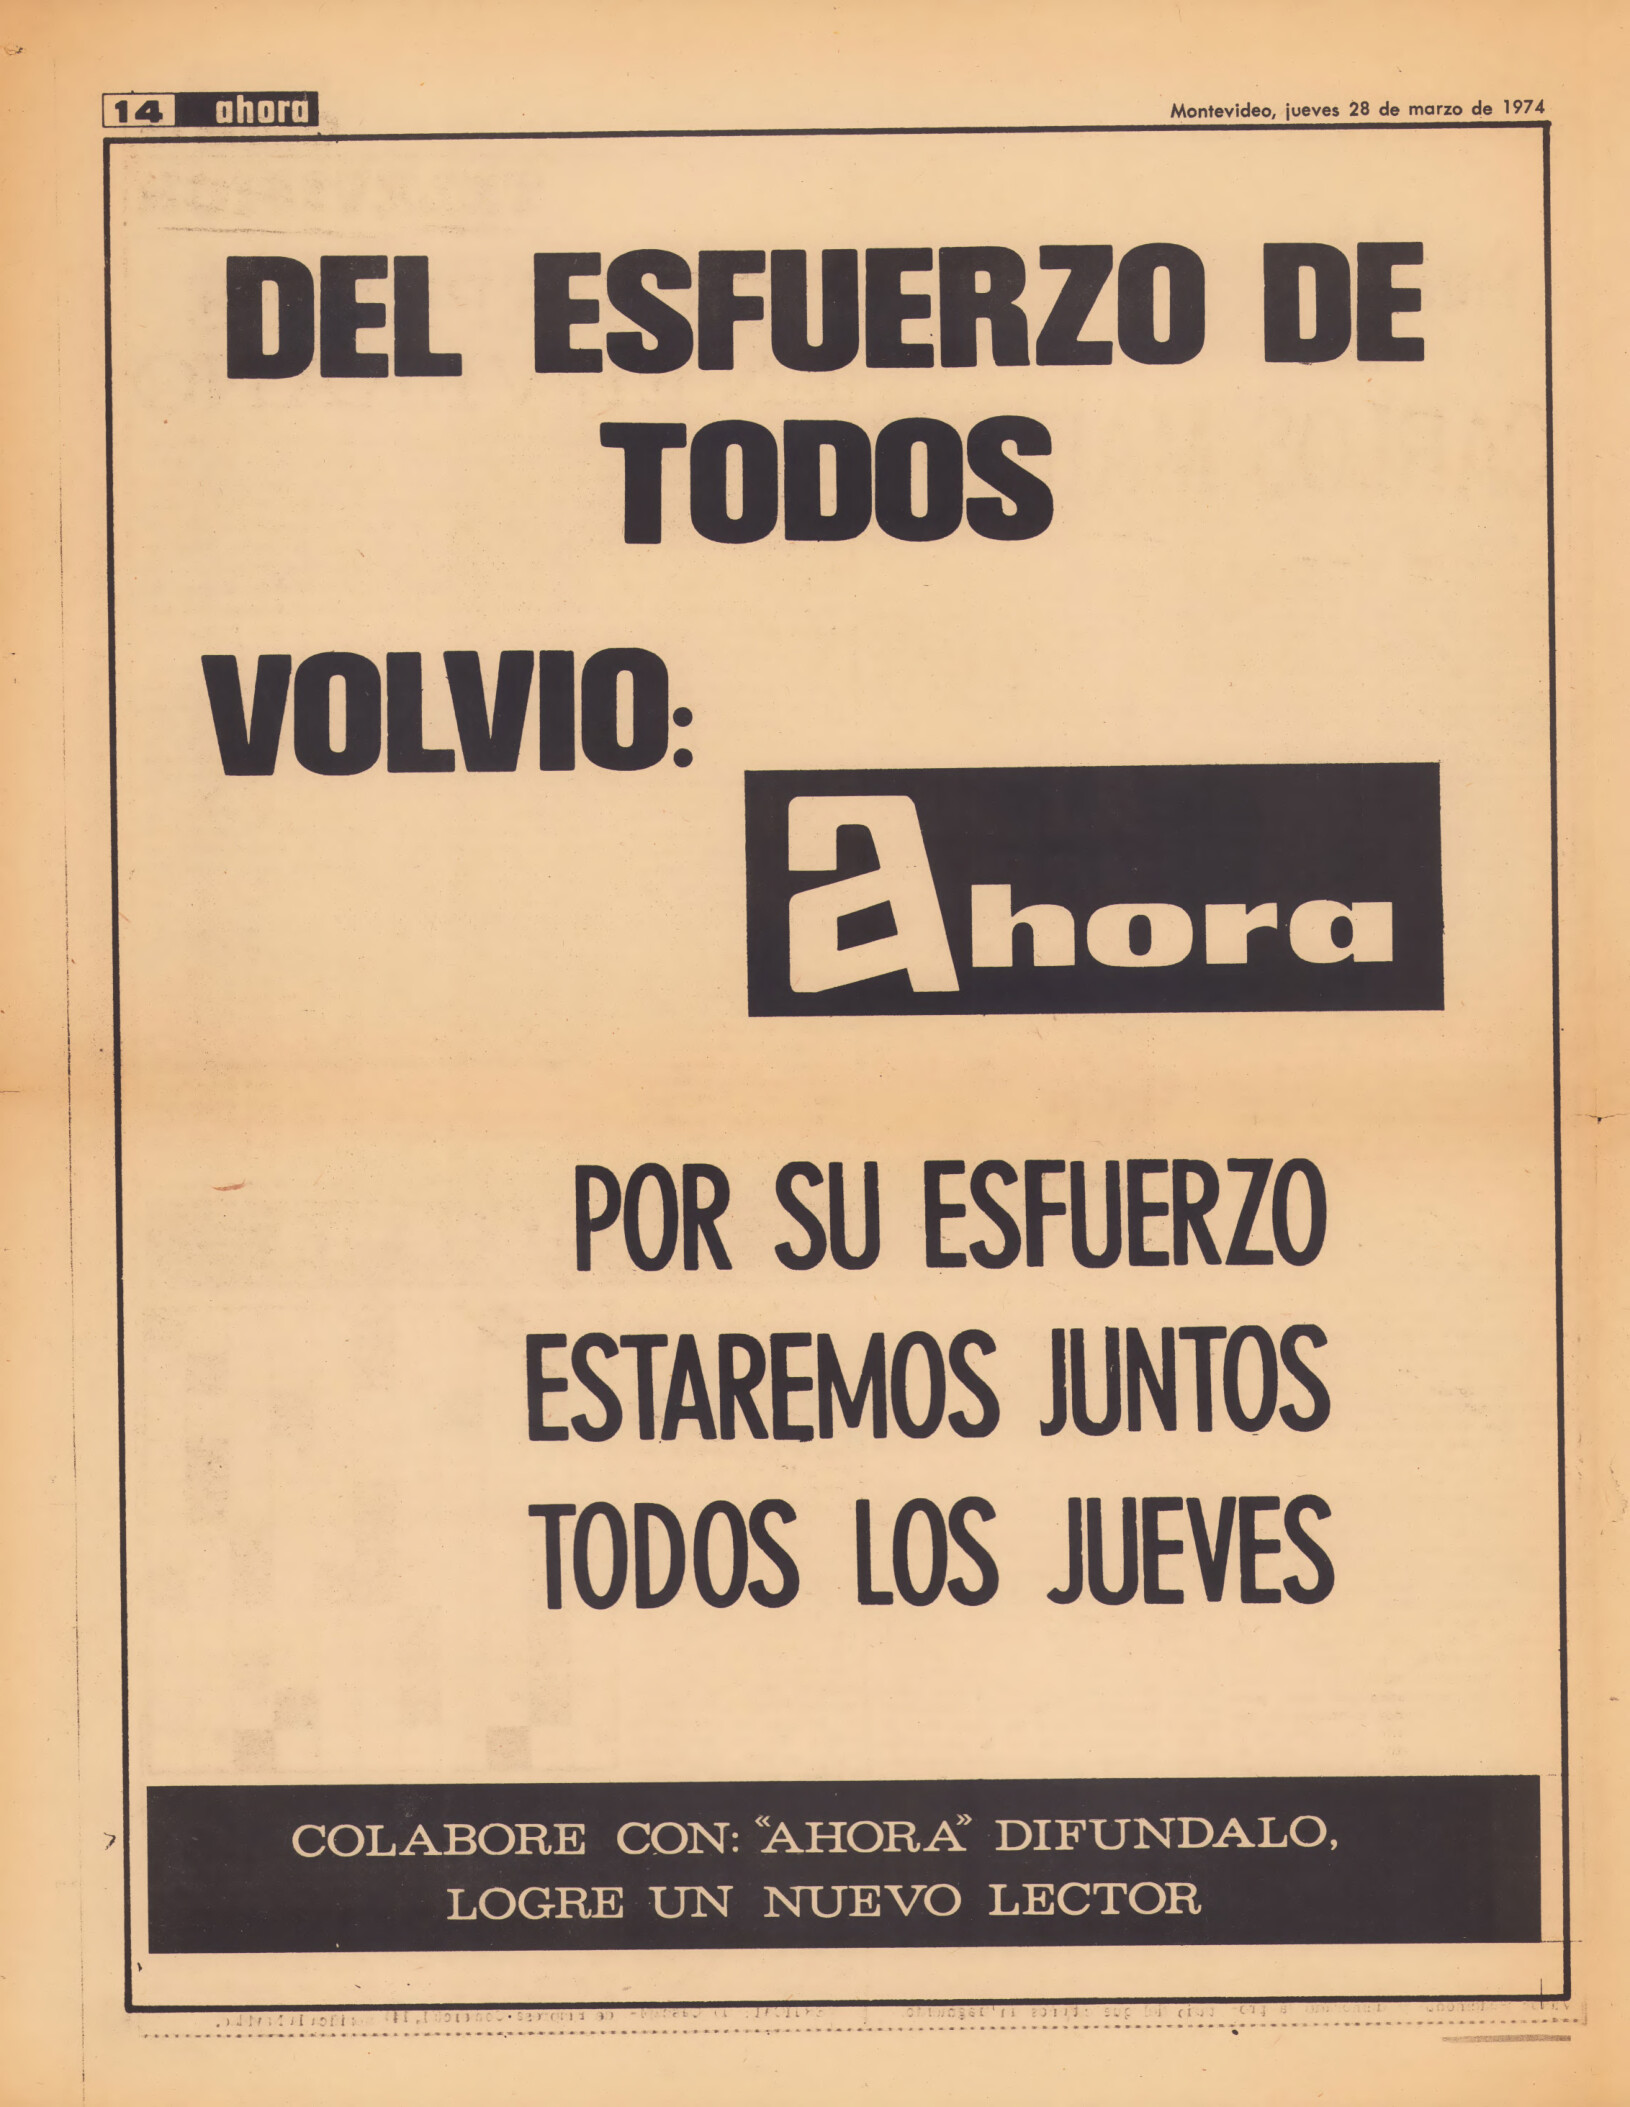 14 ahora
Montevideo, jueves 28 de marzo de 1974
DEL ESFUERZO DE
TODOS
VOLVIO:
Ahora
POR SU ESFUERZO
ESTAREMOS JUNTOS
TODOS LOS JUEVES
COLABORE CON: “AHORA” DIFUNDALO,
LOGRE UN NUEVO LECTOR